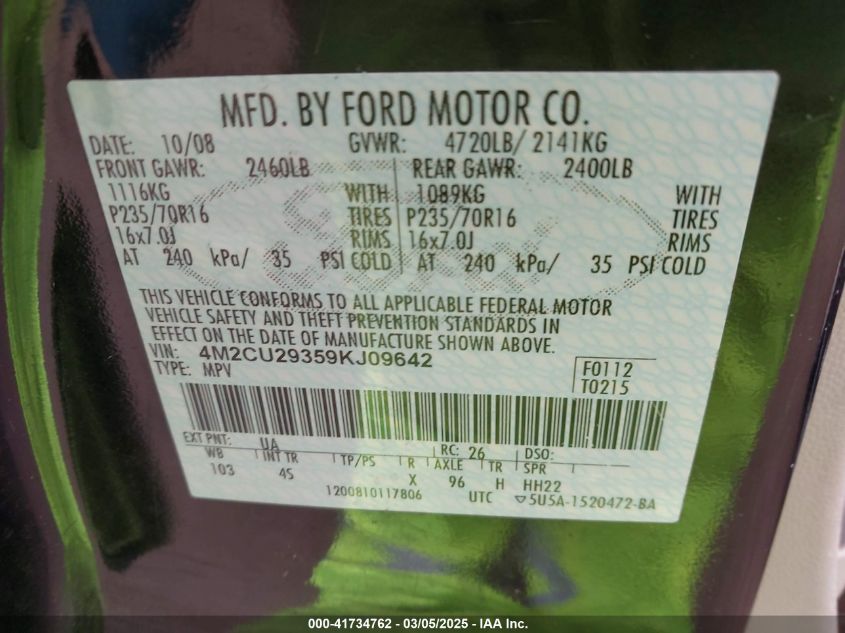 MFD. BY FORD MOTOR CO.
DATE: 10/08 GVWR: 4720LB/ 2141KG
FRONT GAWR: 2460LB REAR GAWR: 2400LB
1116KG WITH 1089KG WITH
P235/70R16 TIRES P235/70R16 TIRES
16x7.0J RIMS 16x7.0J RIMS
AT 240 kPa/ 35 PSI COLD AT 240 kPa/ 35 PSI COLD
THIS VEHICLE CONFORMS TO ALL APPLICABLE FEDERAL MOTOR
VEHICLE SAFETY AND THEFT PREVENTION STANDARDS IN
EFFECT ON THE DATE OF MANUFACTURE SHOWN ABOVE.
VIN: 4M2CU29359KJ09642 F0112
TYPE: MPV T0215
EXT PNT: UA RC: 26 DSO:
WB INT TR TP/PS R AXLE TR SPR
103 4S X 96 H HH22
1200810117806 UTC 5U5A-1520472-BA
000-41734762 - 03/05/2025 - IAA Inc.